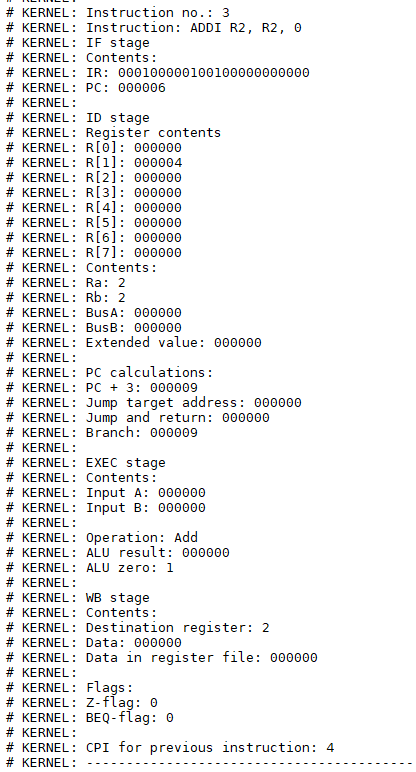 # KERNEL: Instruction no.: 3
# KERNEL: Instruction: ADDI R2, R2, 0
# KERNEL: IF stage
# KERNEL: Contents:
# KERNEL: IR: 000100000100100000000000
# KERNEL: PC: 000006
# KERNEL:
# KERNEL: ID stage
# KERNEL: Register contents
# KERNEL: R[0]: 000000
# KERNEL: R[1]: 000004
# KERNEL: R[2]: 000000
# KERNEL: R[3]: 000000
# KERNEL: R[4]: 000000
# KERNEL: R[5]: 000000
# KERNEL: R[6]: 000000
# KERNEL: R[7]: 000000
# KERNEL: Contents:
# KERNEL: Ra: 2
# KERNEL: Rb: 2
# KERNEL: BusA: 000000
# KERNEL: BusB: 000000
# KERNEL: Extended value: 000000
# KERNEL:
# KERNEL: PC calculations:
# KERNEL: PC + 3: 000009
# KERNEL: Jump target address: 000000
# KERNEL: Jump and return: 000000
# KERNEL: Branch: 000009
# KERNEL:
# KERNEL: EXEC stage
# KERNEL: Contents:
# KERNEL: Input A: 000000
# KERNEL: Input B: 000000
# KERNEL:
# KERNEL: Operation: Add
# KERNEL: ALU result: 000000
# KERNEL: ALU zero: 1
# KERNEL:
# KERNEL: WB stage
# KERNEL: Contents:
# KERNEL: Destination register: 2
# KERNEL: Data: 000000
# KERNEL: Data in register file: 000000
# KERNEL:
# KERNEL: Flags:
# KERNEL: Z-flag: 0
# KERNEL: BEQ-flag: 0
# KERNEL:
# KERNEL: CPI for previous instruction: 4
# KERNEL: -----------------------------------------